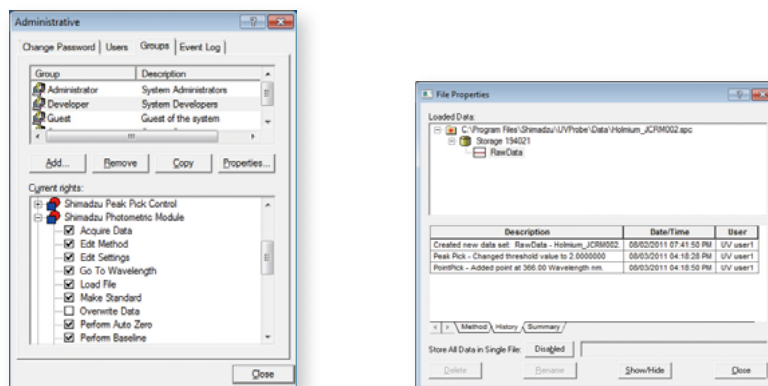 Administrative
Change Password Users Groups Event Log
Group Description
Administrator System Administrators
Developer System Developers
Guest Guest of the system
Add... Remove Copy Properties...
Current rights:
Shimadzu Peak Pick Control
Shimadzu Photometric Module
Acquire Data
Edit Method
Edit Settings
Go To Wavelength
Load File
Make Standard
Overwrite Data
Perform Auto Zero
Perform Baseline
Close
File Properties
Loaded Data:
C:\Program Files\Shimadzu\UVProbe\Data\Holmium_JCRM002.spc
Storage 194021
RawData
Description Date/Time User
Created new data set: RawData - Holmium_JCRM002. 08/02/2011 07:41:50 PM UV user1
Peak Pick - Changed threshold value to 2.0000000 08/03/2011 04:18:28 PM UV user1
PointPick - Added point at 366.00 Wavelength nm. 08/03/2011 04:18:50 PM UV user1
Method History Summary
Store All Data in Single File: Disabled
Delete Rename Show/Hide Close